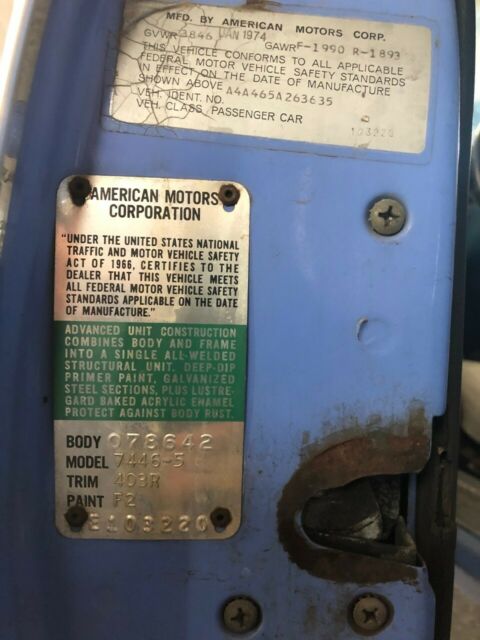 MFD. BY AMERICAN MOTORS CORP.
GVWR 3846 JAN 1974 GAWR F-1990 R-1893
THIS VEHICLE CONFORMS TO ALL APPLICABLE
FEDERAL MOTOR VEHICLE SAFETY STANDARDS
IN EFFECT ON THE DATE OF MANUFACTURE
SHOWN ABOVE
VEH. IDENT. NO. A4A465A263635
VEH. CLASS. PASSENGER CAR
103220
AMERICAN MOTORS
CORPORATION
"UNDER THE UNITED STATES NATIONAL
TRAFFIC AND MOTOR VEHICLE SAFETY
ACT OF 1966, CERTIFIES TO THE
DEALER THAT THIS VEHICLE MEETS
ALL FEDERAL MOTOR VEHICLE SAFETY
STANDARDS APPLICABLE ON THE DATE
OF MANUFACTURE."
ADVANCED UNIT CONSTRUCTION
COMBINES BODY AND FRAME
INTO A SINGLE ALL-WELDED
STRUCTURAL UNIT. DEEP-DIP
PRIMER PAINT, GALVANIZED
STEEL SECTIONS, PLUS LUSTRE-
GARD BAKED ACRYLIC ENAMEL
PROTECT AGAINST BODY RUST.
BODY 078642
MODEL 7446-5
TRIM 403R
PAINT F2
E103220